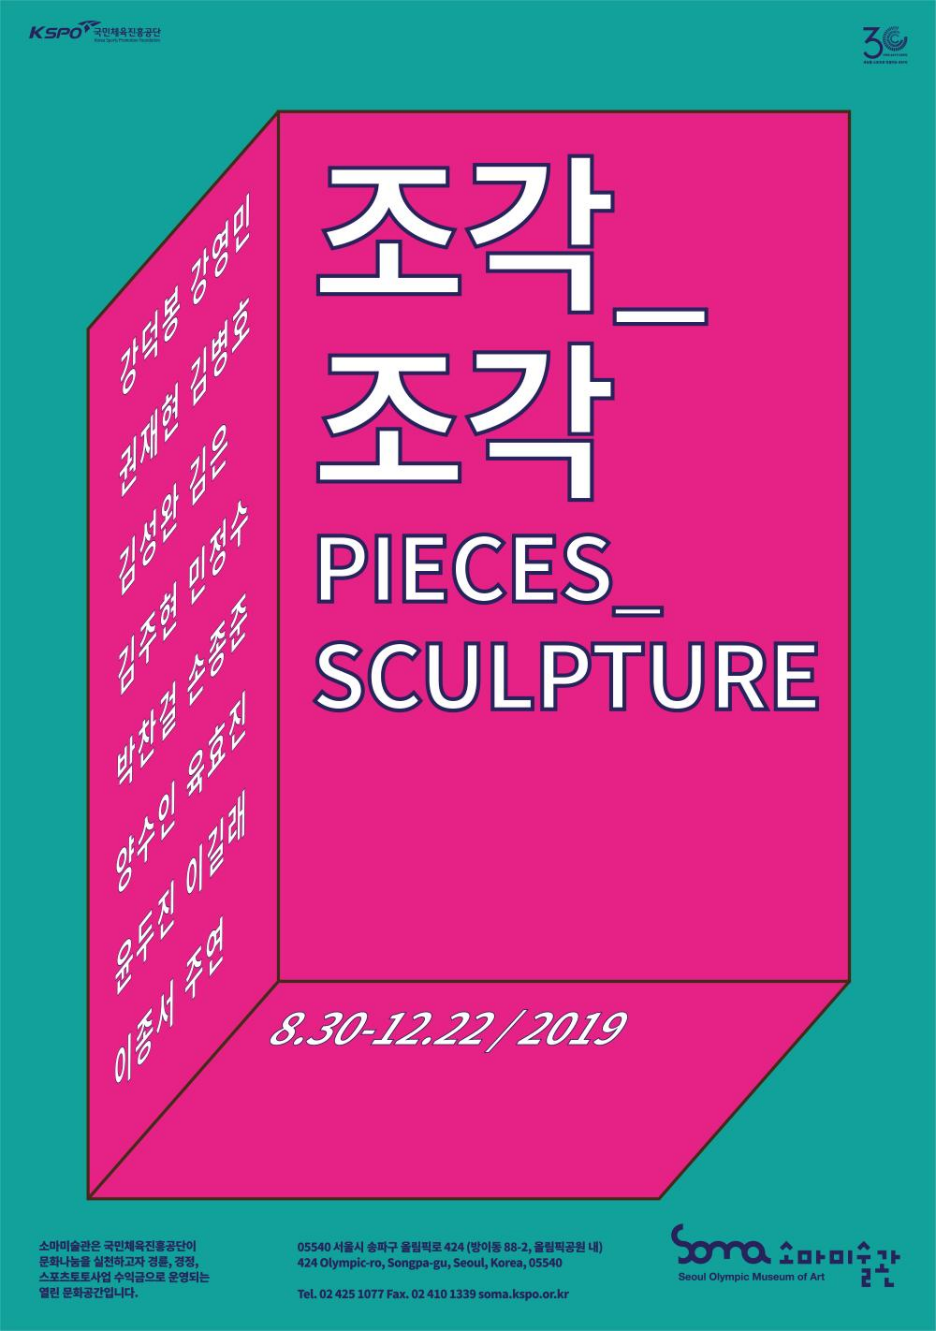 KSPO 국민체육진흥공단
Korea Sports Promotion Foundation
30
조각_
조각
PIECES_
SCULPTURE
강덕봉 강영민
권재현 김병호
김성완 김은
김주현 민정수
박찬걸 손종준
양수인 육효진
윤두진 이길래
이종서 주연
8.30-12.22 / 2019
소마미술관은 국민체육진흥공단이
문화나눔을 실천하고자 경륜, 경정,
스포츠토토사업 수익금으로 운영되는
열린 문화공간입니다.
05540 서울시 송파구 올림픽로 424 (방이동 88-2, 올림픽공원 내)
424 Olympic-ro, Songpa-gu, Seoul, Korea, 05540
Tel. 02 425 1077 Fax. 02 410 1339 soma.kspo.or.kr
Soma 소마미술관
Seoul Olympic Museum of Art